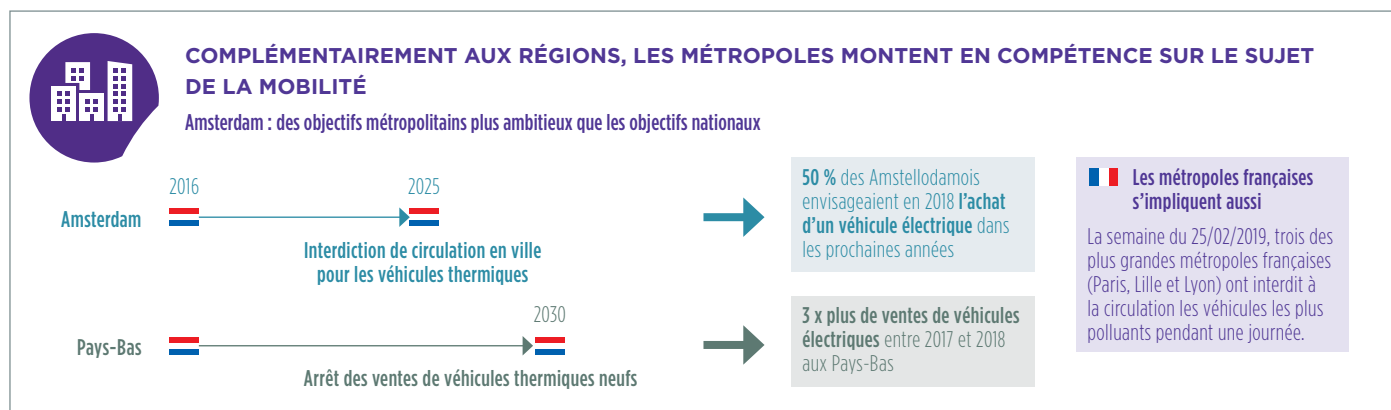 COMPLÉMENTAIREMENT AUX RÉGIONS, LES MÉTROPOLES MONTENT EN COMPÉTENCE SUR LE SUJET
DE LA MOBILITÉ
Amsterdam : des objectifs métropolitains plus ambitieux que les objectifs nationaux
2016
2025
Amsterdam
Interdiction de circulation en ville
pour les véhicules thermiques
50 % des Amstellodamois
envisageaient en 2018 l'achat
d'un véhicule électrique dans
les prochaines années
2030
Pays-Bas
Arrêt des ventes de véhicules thermiques neufs
3 x plus de ventes de véhicules
électriques entre 2017 et 2018
aux Pays-Bas
Les métropoles françaises
s'impliquent aussi
La semaine du 25/02/2019, trois des
plus grandes métropoles françaises
(Paris, Lille et Lyon) ont interdit à
la circulation les véhicules les plus
polluants pendant une journée.